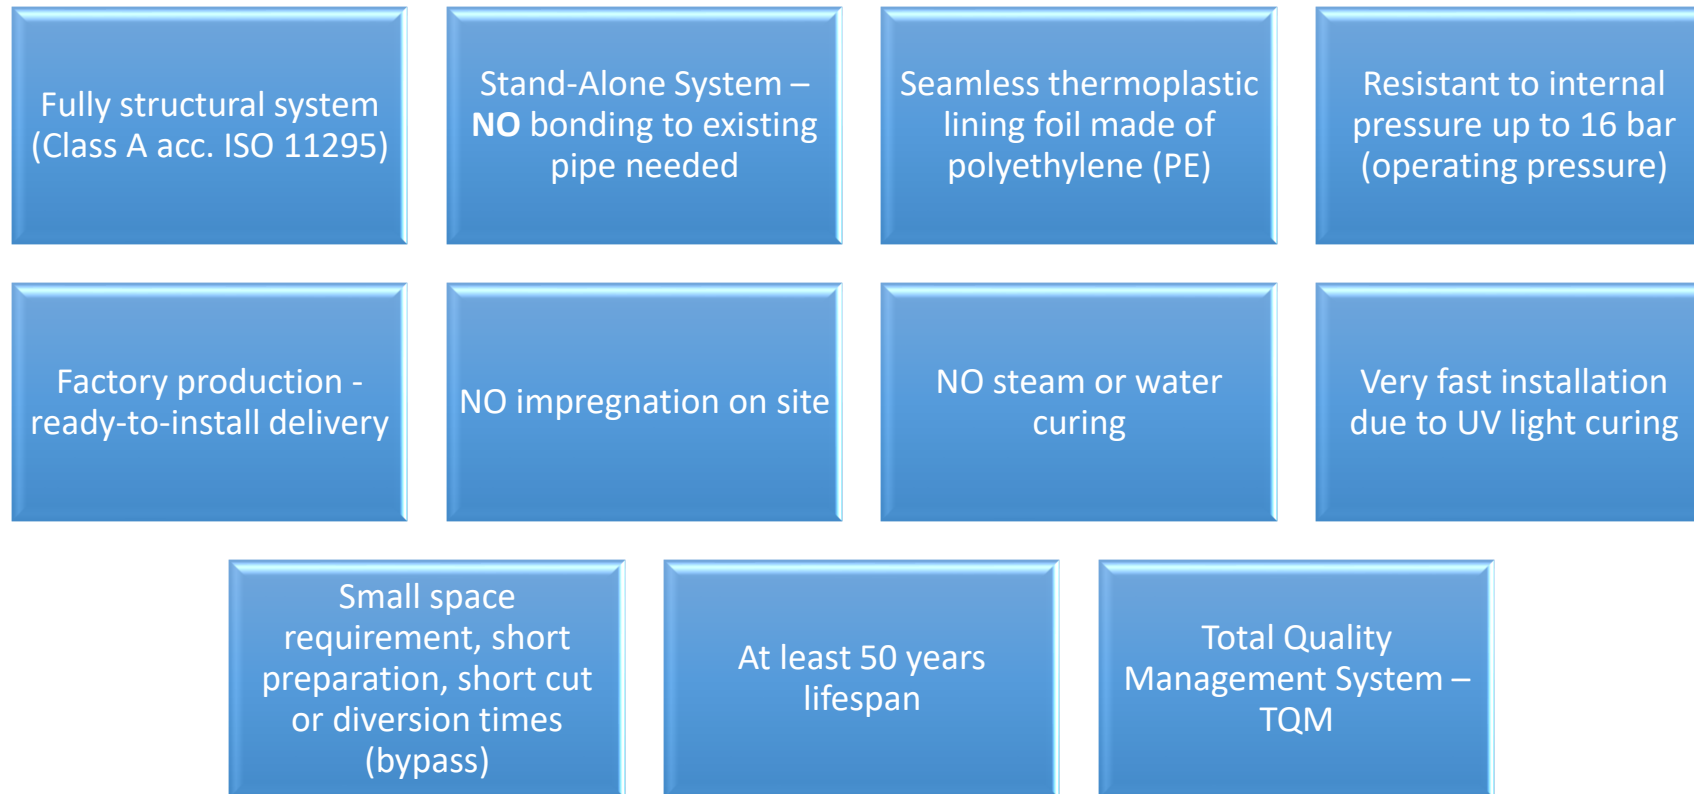 Fully structural system
(Class A acc. ISO 11295)
Stand-Alone System –
NO bonding to existing
pipe needed
Seamless thermoplastic
lining foil made of
polyethylene (PE)
Resistant to internal
pressure up to 16 bar
(operating pressure)
Factory production -
ready-to-install delivery
NO impregnation on site
NO steam or water
curing
Very fast installation
due to UV light curing
Small space
requirement, short
preparation, short cut
or diversion times
(bypass)
At least 50 years
lifespan
Total Quality
Management System –
TQM